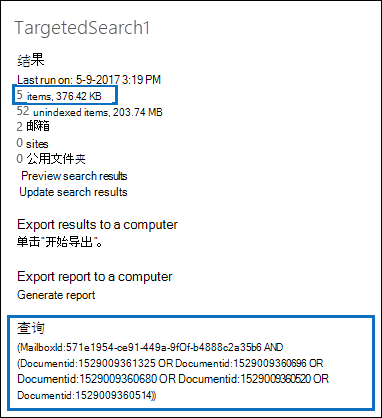 TargetedSearch1
结果
Last run on: 5-9-2017 3:19 PM
5 items, 376.42 KB
52 unindexed items, 203.74 MB
2 邮箱
0 sites
0 公用文件夹
Preview search results
Update search results
Export results to a computer
单击"开始导出"。
Export report to a computer
Generate report
查询
(MailboxId:571e1954-ce91-449a-9f0f-b4888c2a35b6 AND
(Documentid:1529009361325 OR Documentid:1529009360696 OR
Documentid:1529009360680 OR Documentid:1529009360520 OR
Documentid:1529009360514))